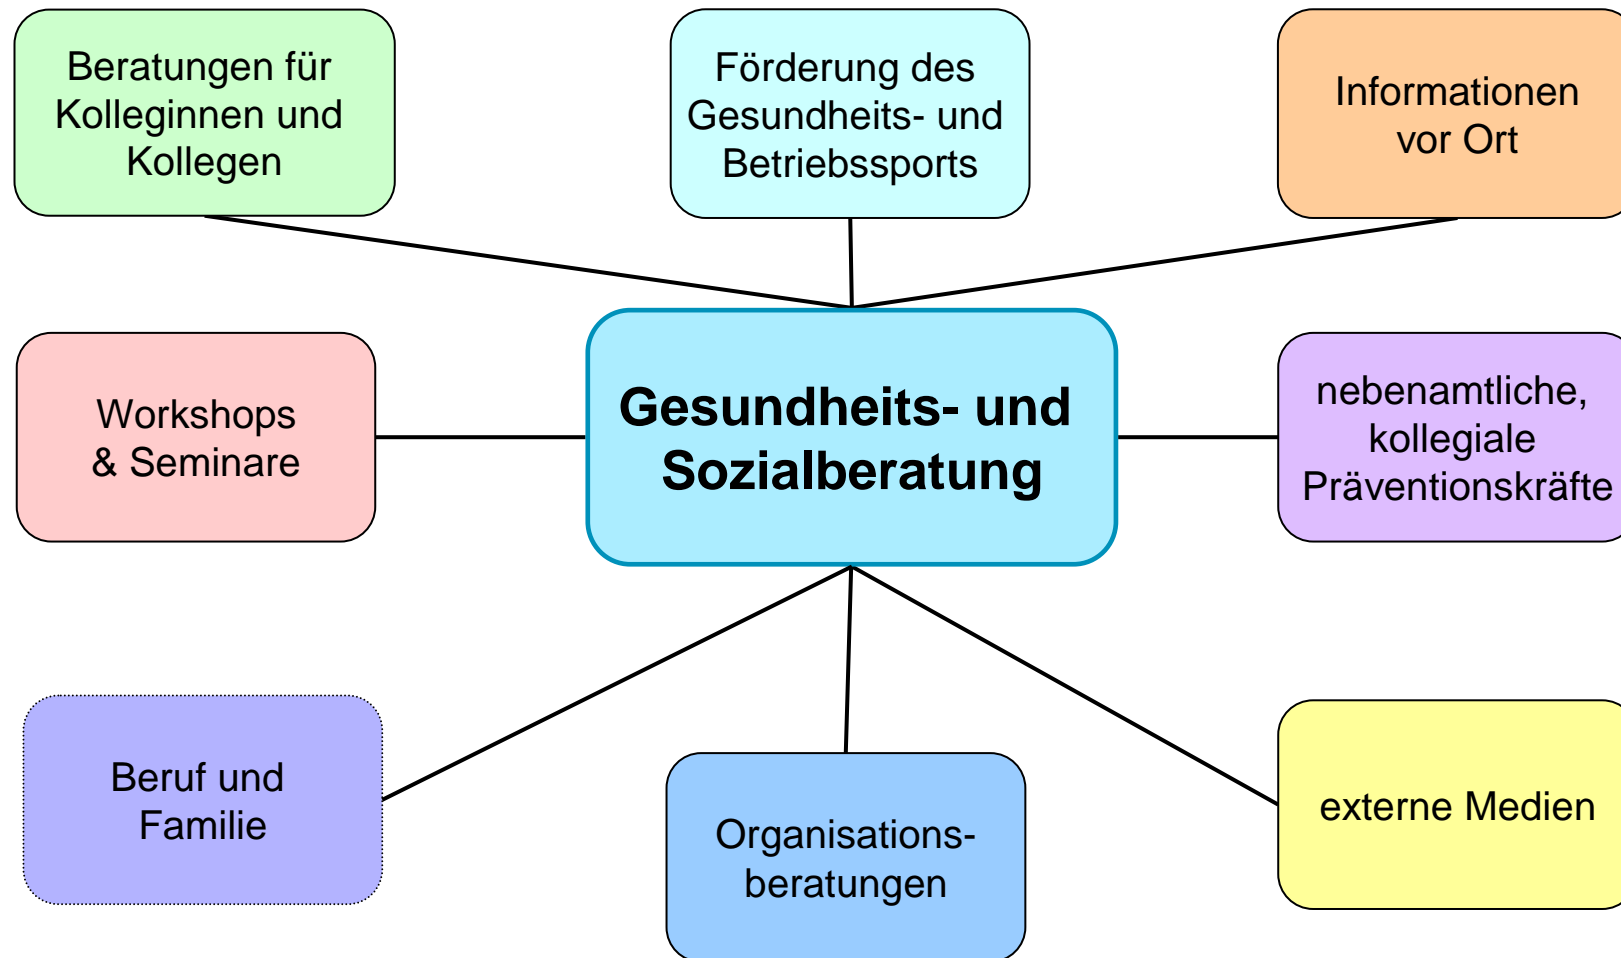 Beratungen für
Kolleginnen und
Kollegen
Förderung des
Gesundheits- und
Betriebssports
Informationen
vor Ort
Workshops
& Seminare
Gesundheits- und
Sozialberatung
nebenamtliche,
kollegiale
Präventionskräfte
Beruf und
Familie
Organisations-
beratungen
externe Medien